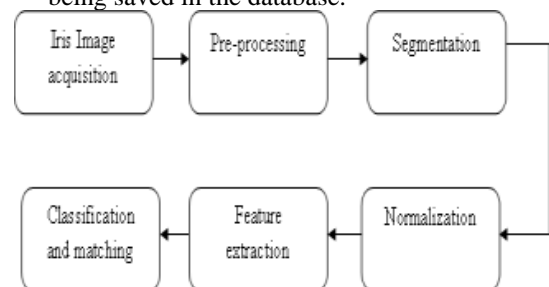 being saved in the database.
Iris Image
acquisition
Pre-processing
Segmentation
Normalization
Feature
extraction
Classification
and matching